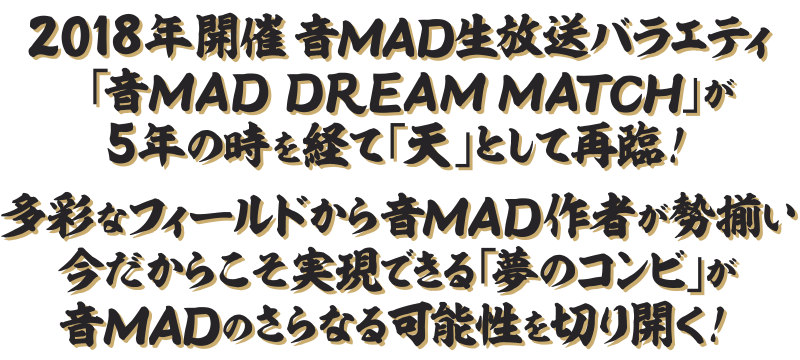 2018年開催 音MAD生放送バラエティ
「音MAD DREAM MATCH」が
5年の時を経て「天」として再臨！
多彩なフィールドから音MAD作者が勢揃い
今だからこそ実現できる「夢のコンビ」が
音MADのさらなる可能性を切り開く！